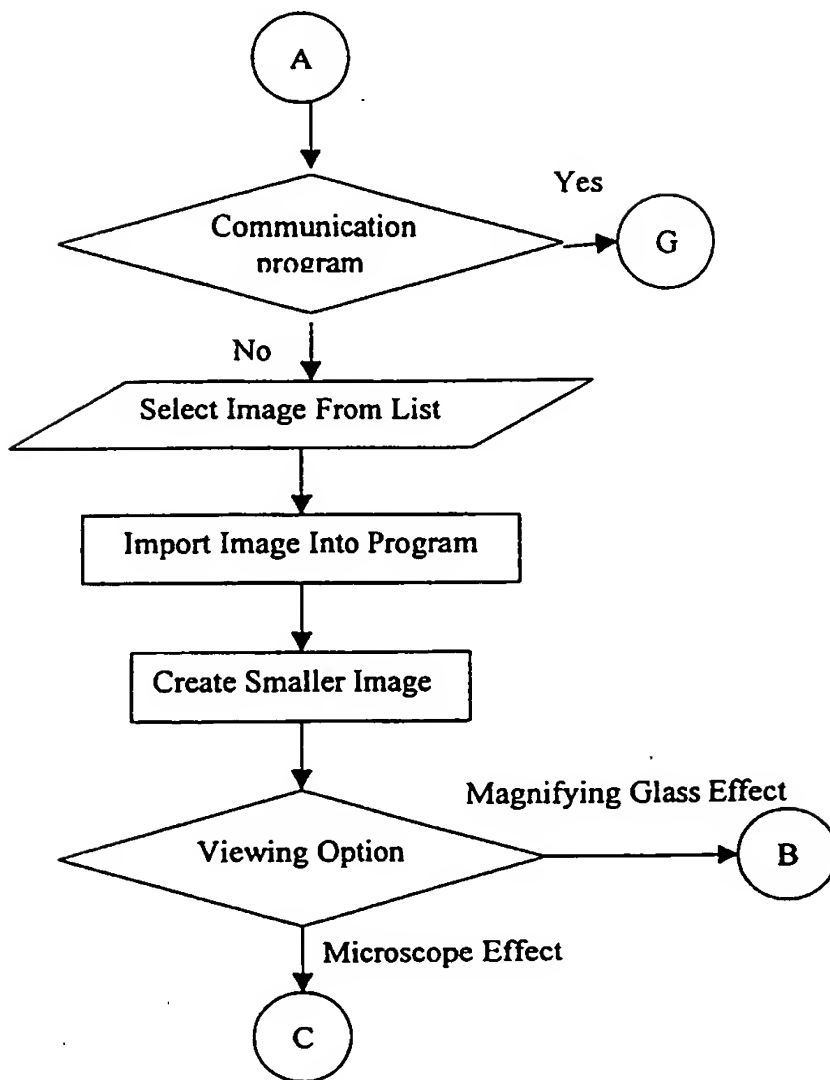 A
Communication
program
Yes
G
No
Select Image From List
Import Image Into Program
Create Smaller Image
Magnifying Glass Effect
Viewing Option
B
Microscope Effect
C